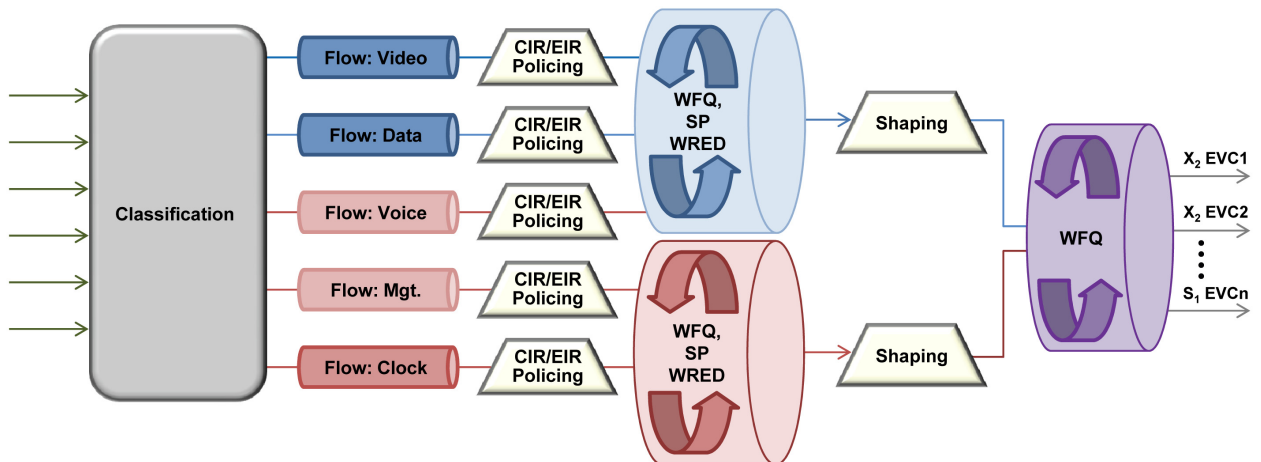 Classification
Flow: Video
Flow: Data
Flow: Voice
Flow: Mgt.
Flow: Clock
CIR/EIR
Policing
CIR/EIR
Policing
CIR/EIR
Policing
CIR/EIR
Policing
CIR/EIR
Policing
WFQ,
SP
WRED
WFQ,
SP
WRED
Shaping
Shaping
WFQ
X₂ EVC1
X₂ EVC2
S₁ EVCn